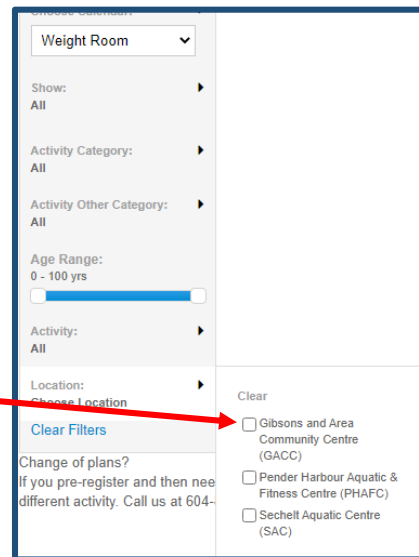 Choose Calendar:
Weight Room
Show:
All
Activity Category:
All
Activity Other Category:
All
Age Range:
0 - 100 yrs
Activity:
All
Location:
Choose Location
Clear Filters
Clear
Gibsons and Area
Community Centre
(GACC)
Pender Harbour Aquatic &
Fitness Centre (PHAFC)
Sechelt Aquatic Centre
(SAC)
Change of plans?
If you pre-register and then nee
different activity. Call us at 604-